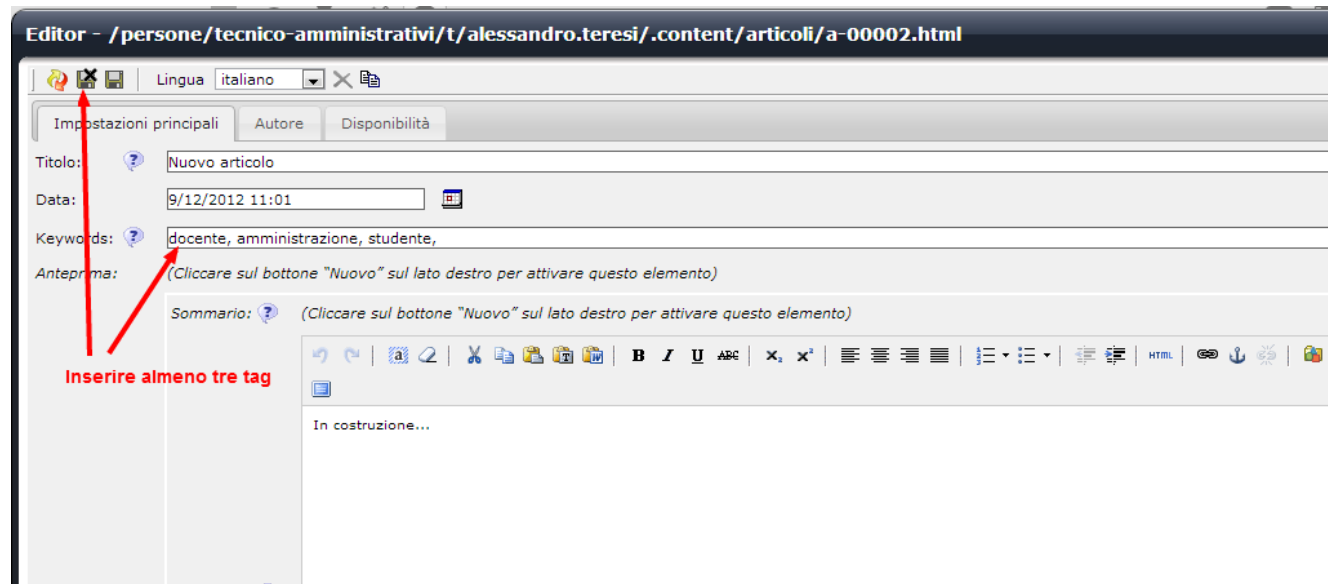 Editor - /persone/tecnico-amministrativi/t/alessandro.teresi/.content/articoli/a-00002.html
Lingua italiano
Impostazioni principali Autore Disponibilità
Titolo: Nuovo articolo
Data: 9/12/2012 11:01
Keywords: docente, amministrazione, studente,
Anteprima: (Cliccare sul bottone "Nuovo" sul lato destro per attivare questo elemento)
Sommario: (Cliccare sul bottone "Nuovo" sul lato destro per attivare questo elemento)
B I U ABC X₂ X² HTML
Inserire almeno tre tag
In costruzione...